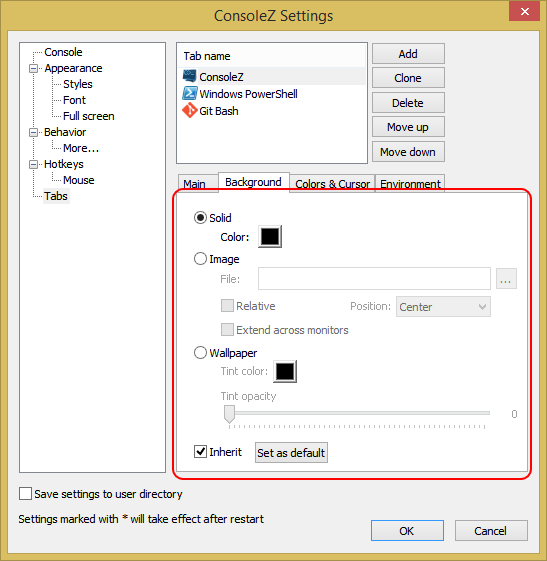 ConsoleZ Settings
Console
Appearance
Styles
Font
Full screen
Behavior
More...
Hotkeys
Mouse
Tabs
Tab name
ConsoleZ
Windows PowerShell
Git Bash
Add
Clone
Delete
Move up
Move down
Main Background Colors & Cursor Environment
Solid
Color:
Image
File: ...
Relative Position: Center
Extend across monitors
Wallpaper
Tint color:
Tint opacity
0
Inherit Set as default
Save settings to user directory
Settings marked with * will take effect after restart
OK Cancel